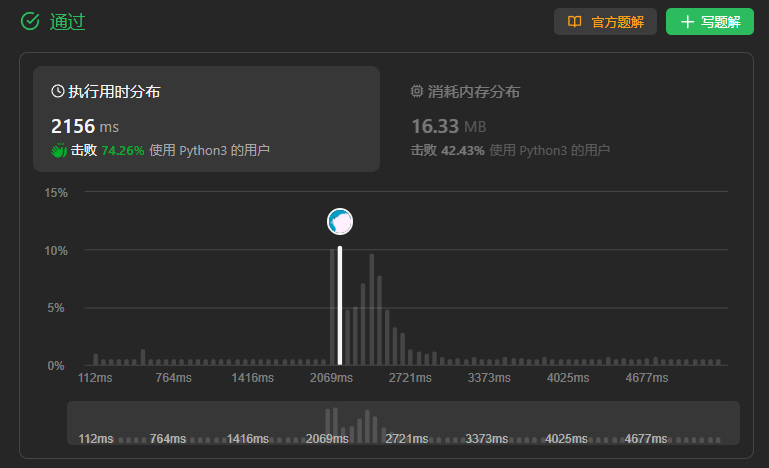 通过 官方题解 写题解
执行用时分布 消耗内存分布
2156 ms 16.33 MB
击败 74.26% 使用 Python3 的用户 击败 42.43% 使用 Python3 的用户
15%
10%
5%
0%
112ms 764ms 1416ms 2069ms 2721ms 3373ms 4025ms 4677ms
112ms 764ms 1416ms 2069ms 2721ms 3373ms 4025ms 4677ms